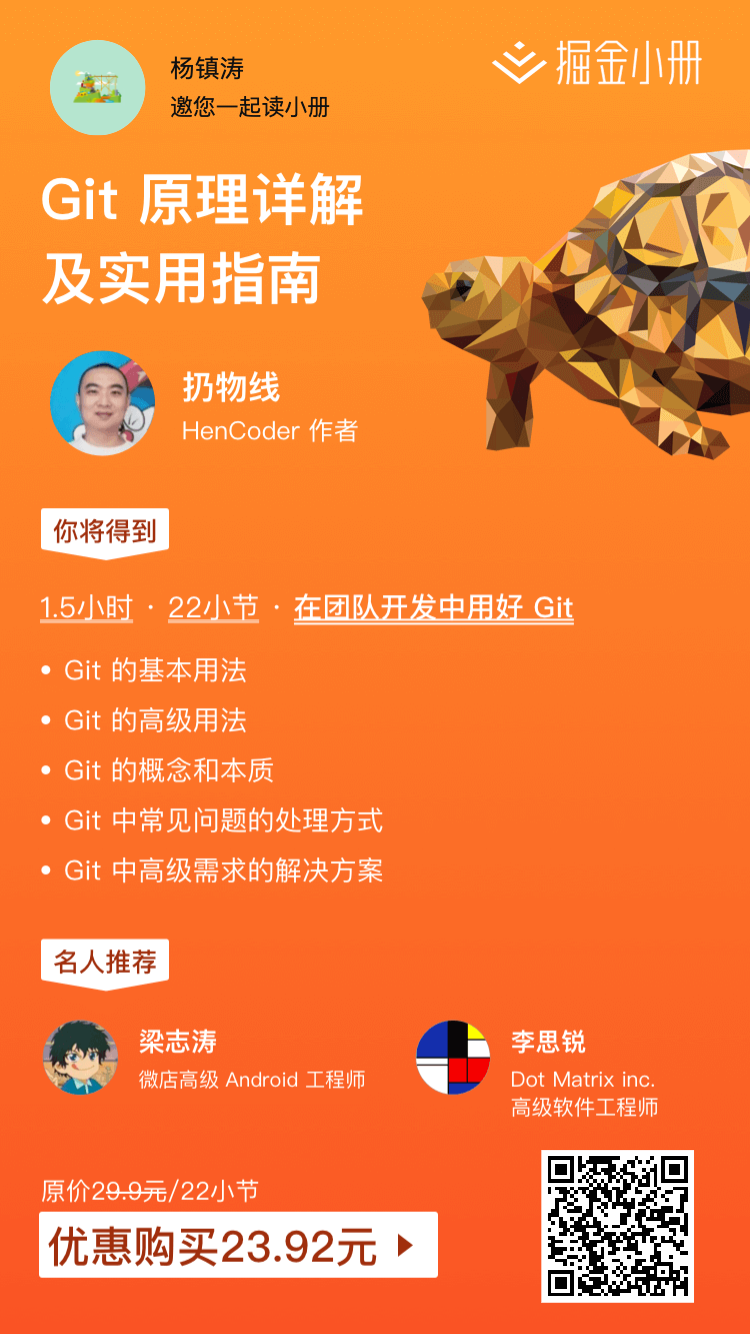 杨镇涛
邀您一起读小册
掘金小册
Git 原理详解
及实用指南
扔物线
HenCoder 作者
你将得到
1.5小时 · 22小节 · 在团队开发中用好 Git
• Git 的基本用法
• Git 的高级用法
• Git 的概念和本质
• Git 中常见问题的处理方式
• Git 中高级需求的解决方案
名人推荐
梁志涛
微店高级 Android 工程师
李思锐
Dot Matrix inc.
高级软件工程师
原价29.9元/22小节
优惠购买23.92元